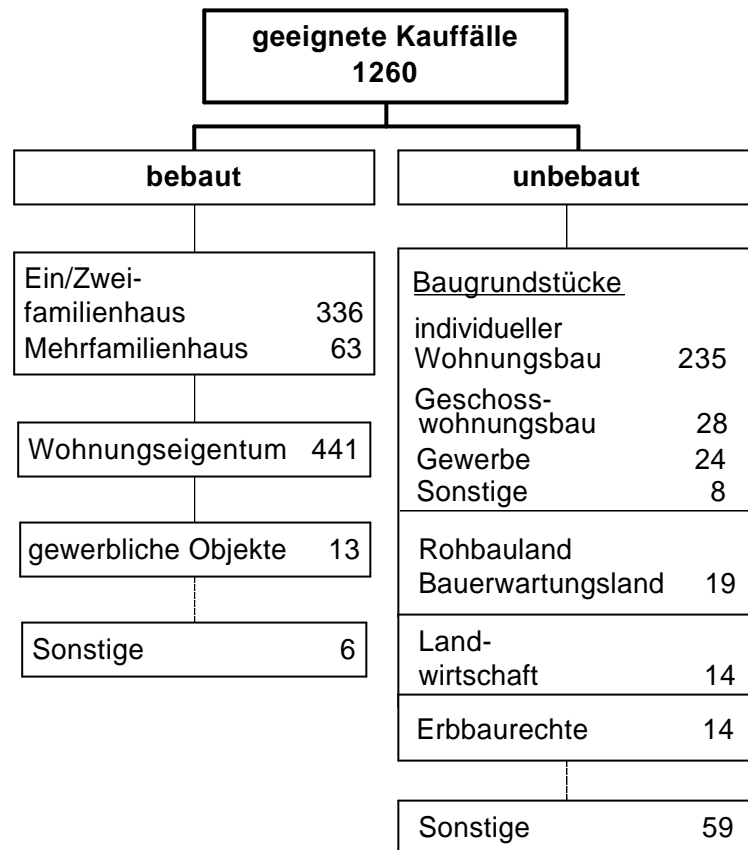 geeignete Kauffälle
1260
bebaut
Ein/Zwei-
familienhaus 336
Mehrfamilienhaus 63
Wohnungseigentum 441
gewerbliche Objekte 13
Sonstige 6
unbebaut
Baugrundstücke
individueller
Wohnungsbau 235
Geschoss-
wohnungsbau 28
Gewerbe 24
Sonstige 8
Rohbauland
Bauerwartungsland 19
Land-
wirtschaft 14
Erbbaurechte 14
Sonstige 59